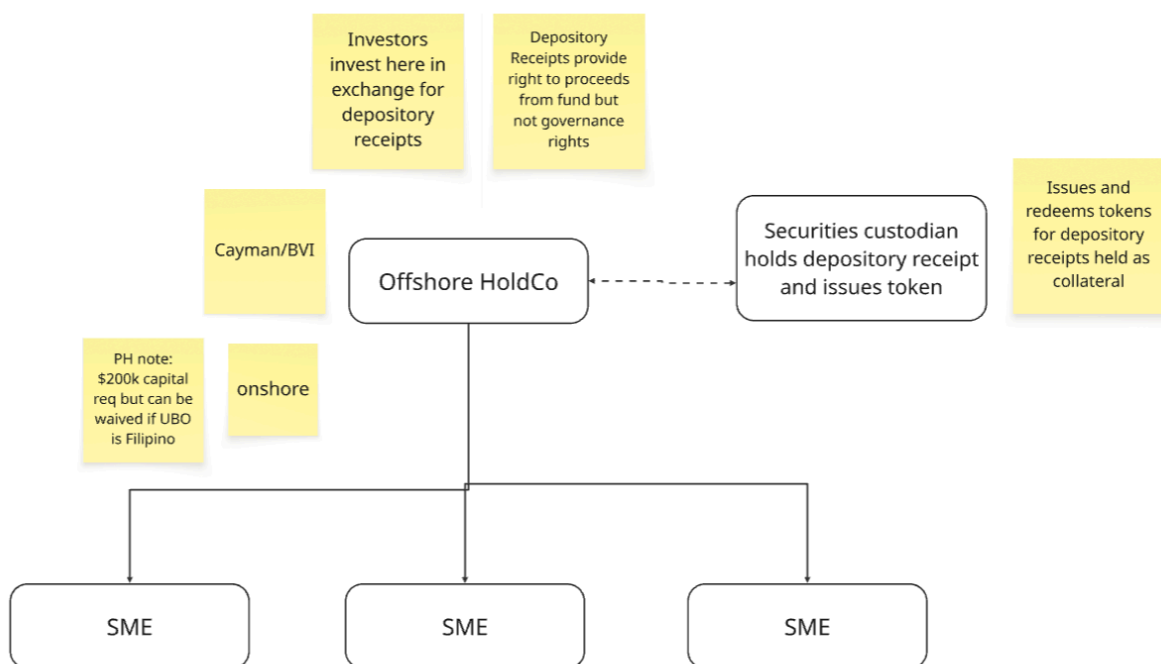 Investors
invest here in
exchange for
depository
receipts
Depository
Receipts provide
right to proceeds
from fund but
not governance
rights
Cayman/BVI
Offshore HoldCo
Securities custodian
holds depository receipt
and issues token
Issues and
redeems tokens
for depository
receipts held as
collateral
PH note:
$200k capital
req but can be
waived if UBO
is Filipino
onshore
SME
SME
SME